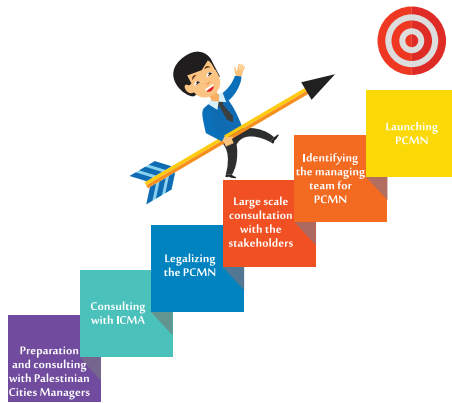 Launching
PCMN
Identifying
the managing
team for
PCMN
Large scale
consultation
with the
stakeholders
Legalizing
the PCMN
Consulting
with ICMA
Preparation
and consulting
with Palestinian
Cities Managers